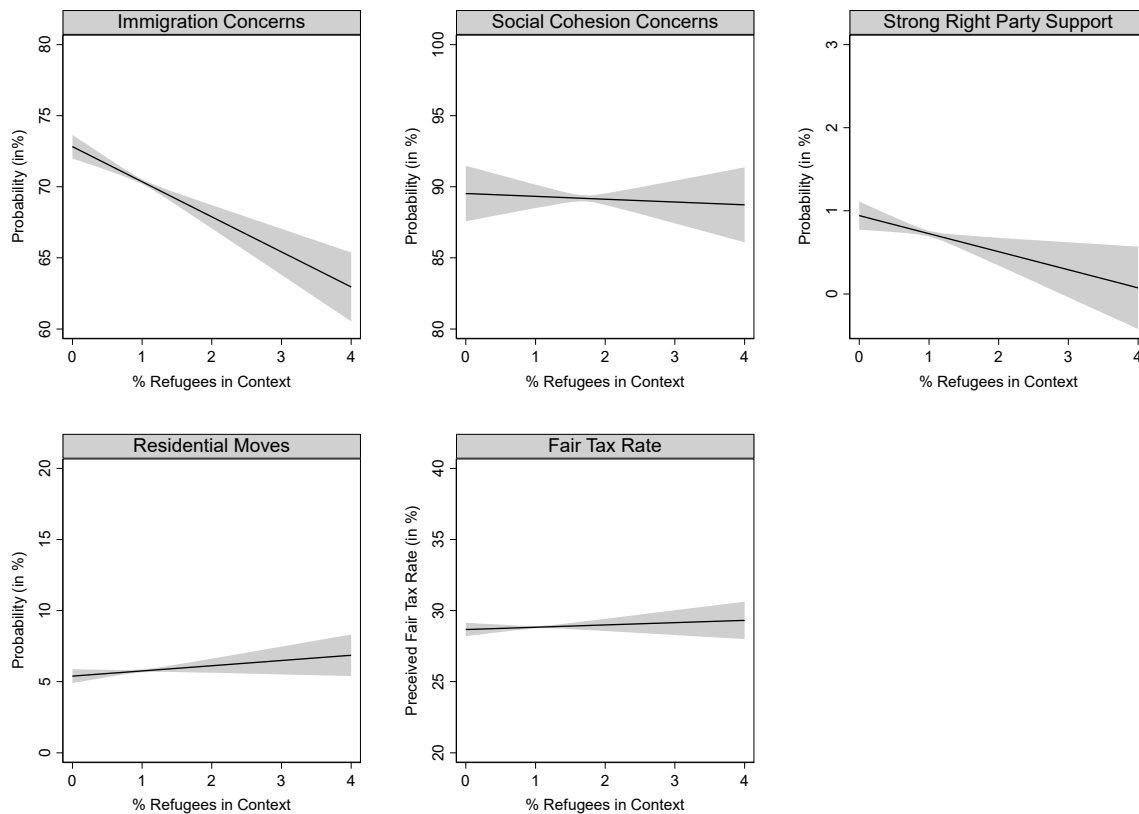 Immigration Concerns
Probability (in%)
80
75
70
65
60
0 1 2 3 4
% Refugees in Context
Social Cohesion Concerns
Probability (in %)
100
95
90
85
80
0 1 2 3 4
% Refugees in Context
Strong Right Party Support
Probability (in %)
3
2
1
0
0 1 2 3 4
% Refugees in Context
Residential Moves
Probability (in %)
20
15
10
5
0
0 1 2 3 4
% Refugees in Context
Fair Tax Rate
Preceived Fair Tax Rate (in %)
40
35
30
25
20
0 1 2 3 4
% Refugees in Context